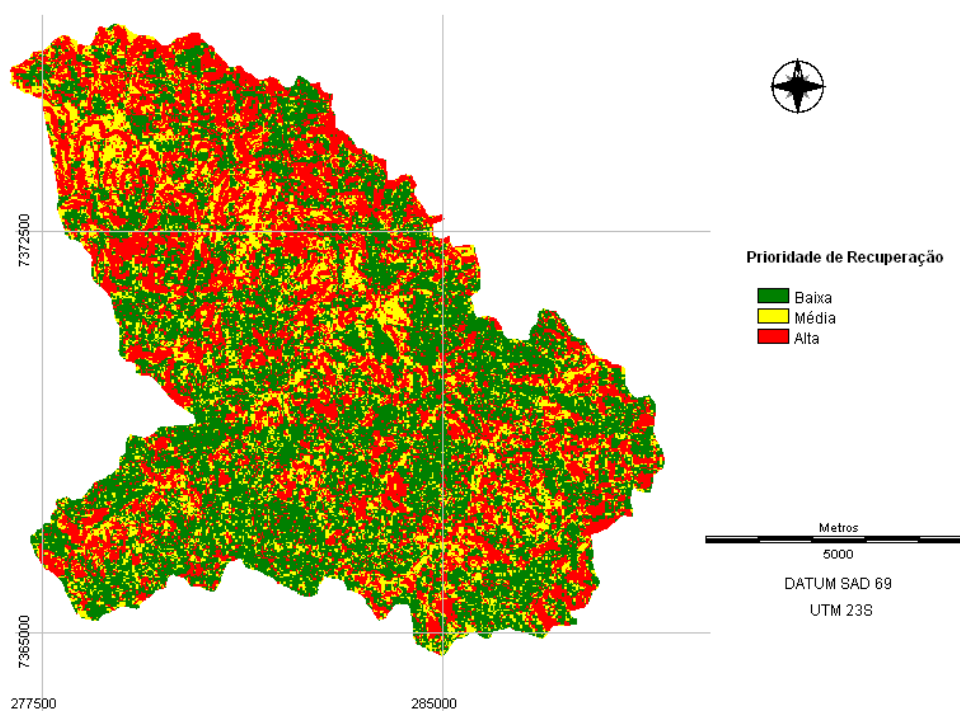 7372500
7365000
277500
285000
Prioridade de Recuperação
Baixa
Média
Alta
Metros
5000
DATUM SAD 69
UTM 23S